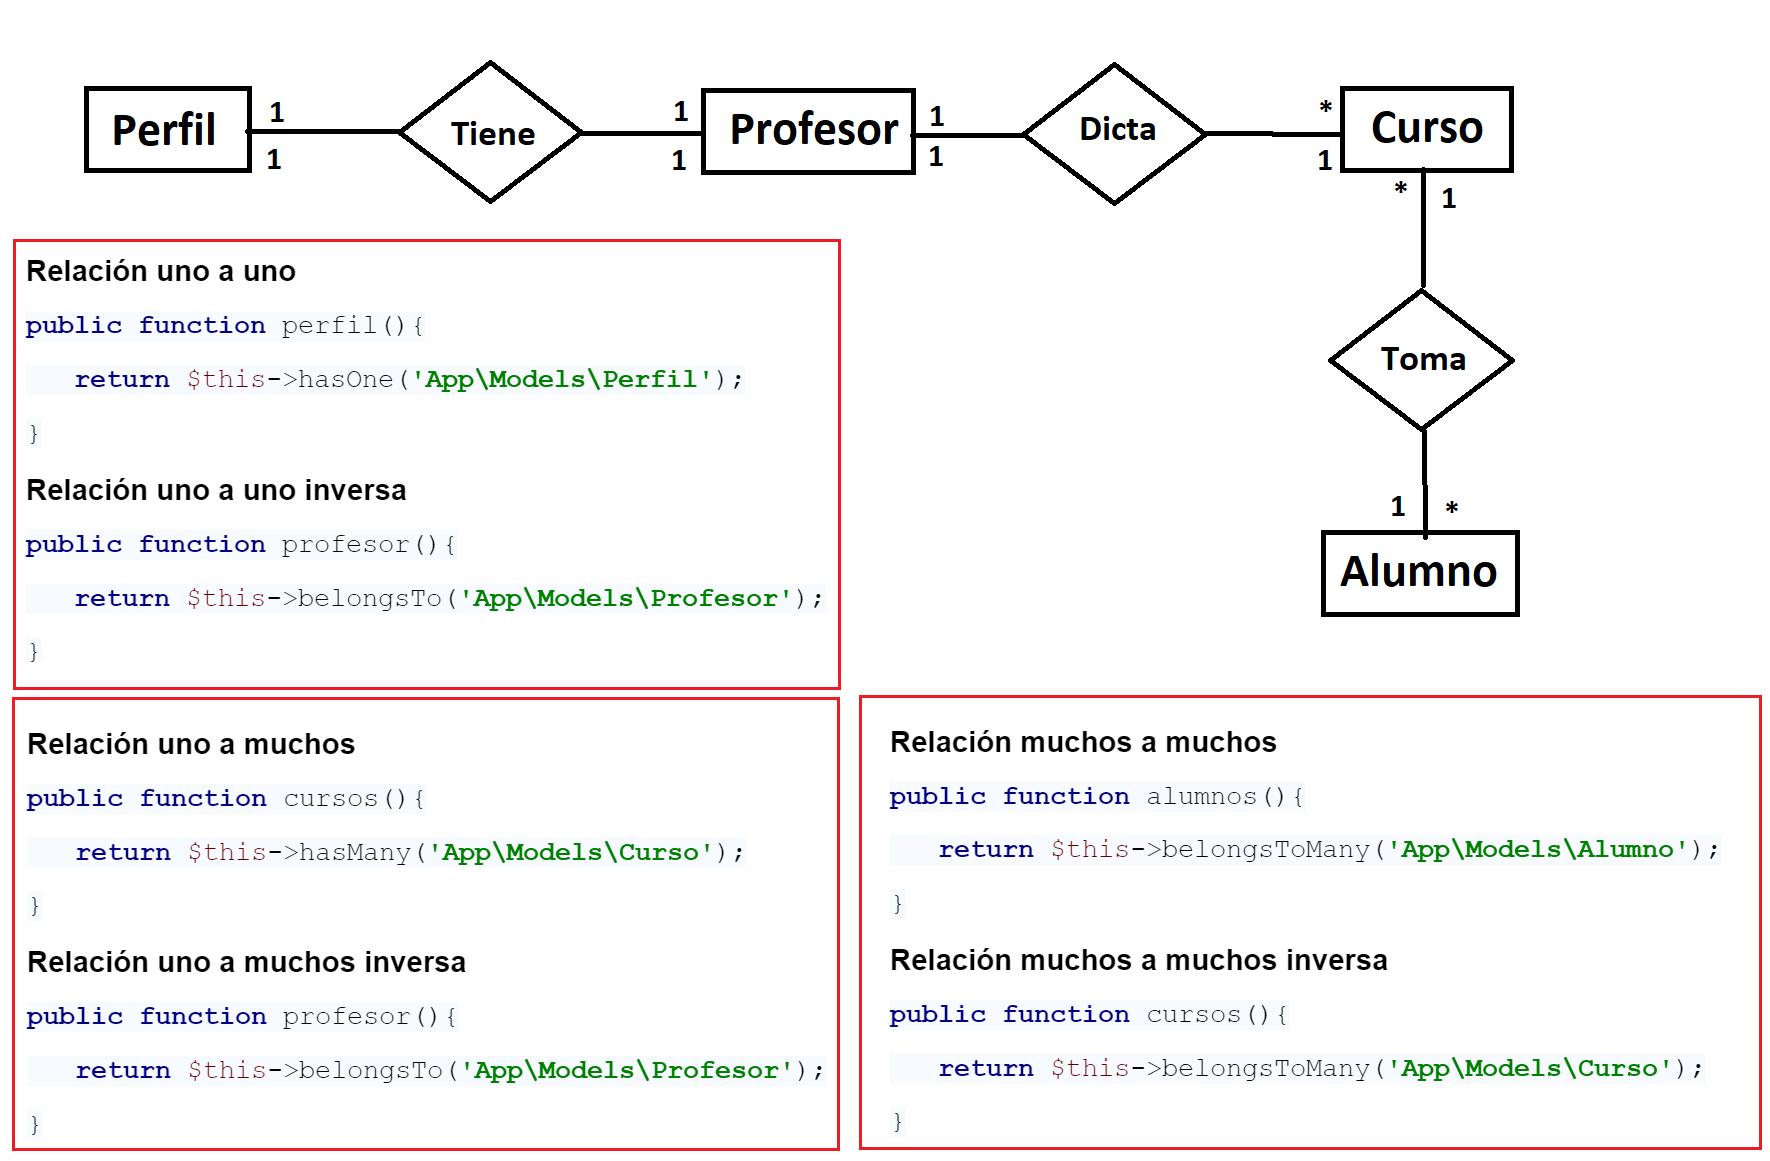 Perfil
1
1
Tiene
1
1
Profesor
1
1
Dicta
*
1
Curso
* 1
Toma
1 *
Alumno
Relación uno a uno
public function perfil(){
return $this->hasOne('App\Models\Perfil');
}
Relación uno a uno inversa
public function profesor(){
return $this->belongsTo('App\Models\Profesor');
}
Relación uno a muchos
public function cursos(){
return $this->hasMany('App\Models\Curso');
}
Relación uno a muchos inversa
public function profesor(){
return $this->belongsTo('App\Models\Profesor');
}
Relación muchos a muchos
public function alumnos(){
return $this->belongsToMany('App\Models\Alumno');
}
Relación muchos a muchos inversa
public function cursos(){
return $this->belongsToMany('App\Models\Curso');
}